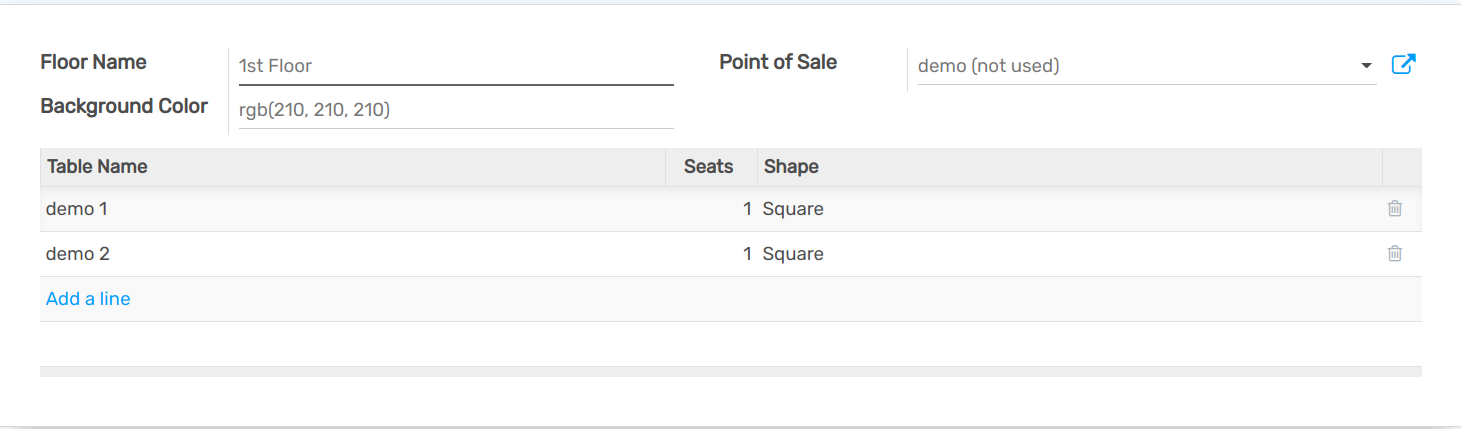 Floor Name 1st Floor Point of Sale demo (not used)
Background Color rgb(210, 210, 210)
Table Name Seats Shape
demo 1 1 Square
demo 2 1 Square
Add a line